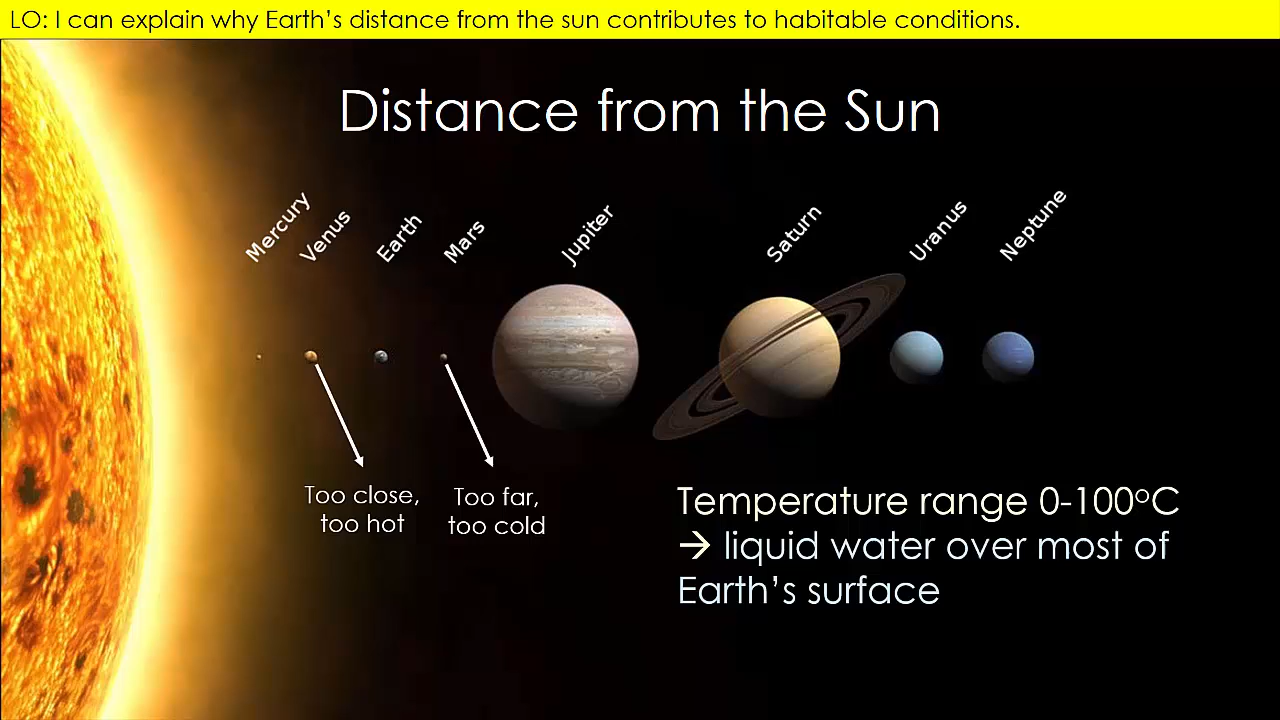 LO: I can explain why Earth’s distance from the sun contributes to habitable conditions.
Distance from the Sun
Mercury
Venus
Earth
Mars
Jupiter
Saturn
Uranus
Neptune
Too close,
too hot
Too far,
too cold
Temperature range 0-100ºC
→ liquid water over most of
Earth’s surface